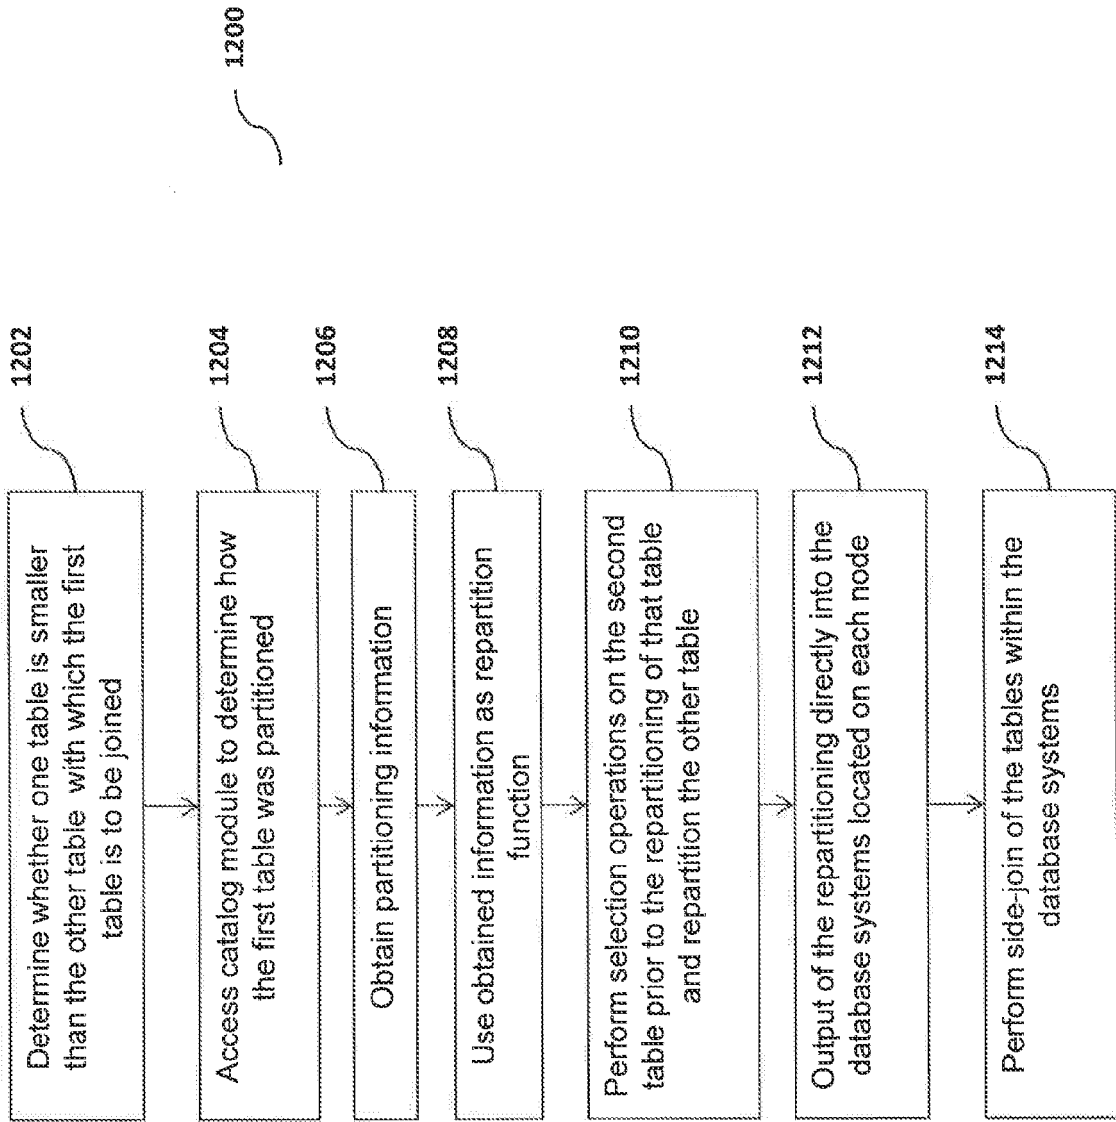 1200
1202
Determine whether one table is smaller
than the other table with which the first
table is to be joined
1204
Access catalog module to determine how
the first table was partitioned
1206
Obtain partitioning information
1208
Use obtained information as repartition
function
1210
Perform selection operations on the second
table prior to the repartitioning of that table
and repartition the other table
1212
Output of the repartitioning directly into the
database systems located on each node
1214
Perform side-join of the tables within the
database systems